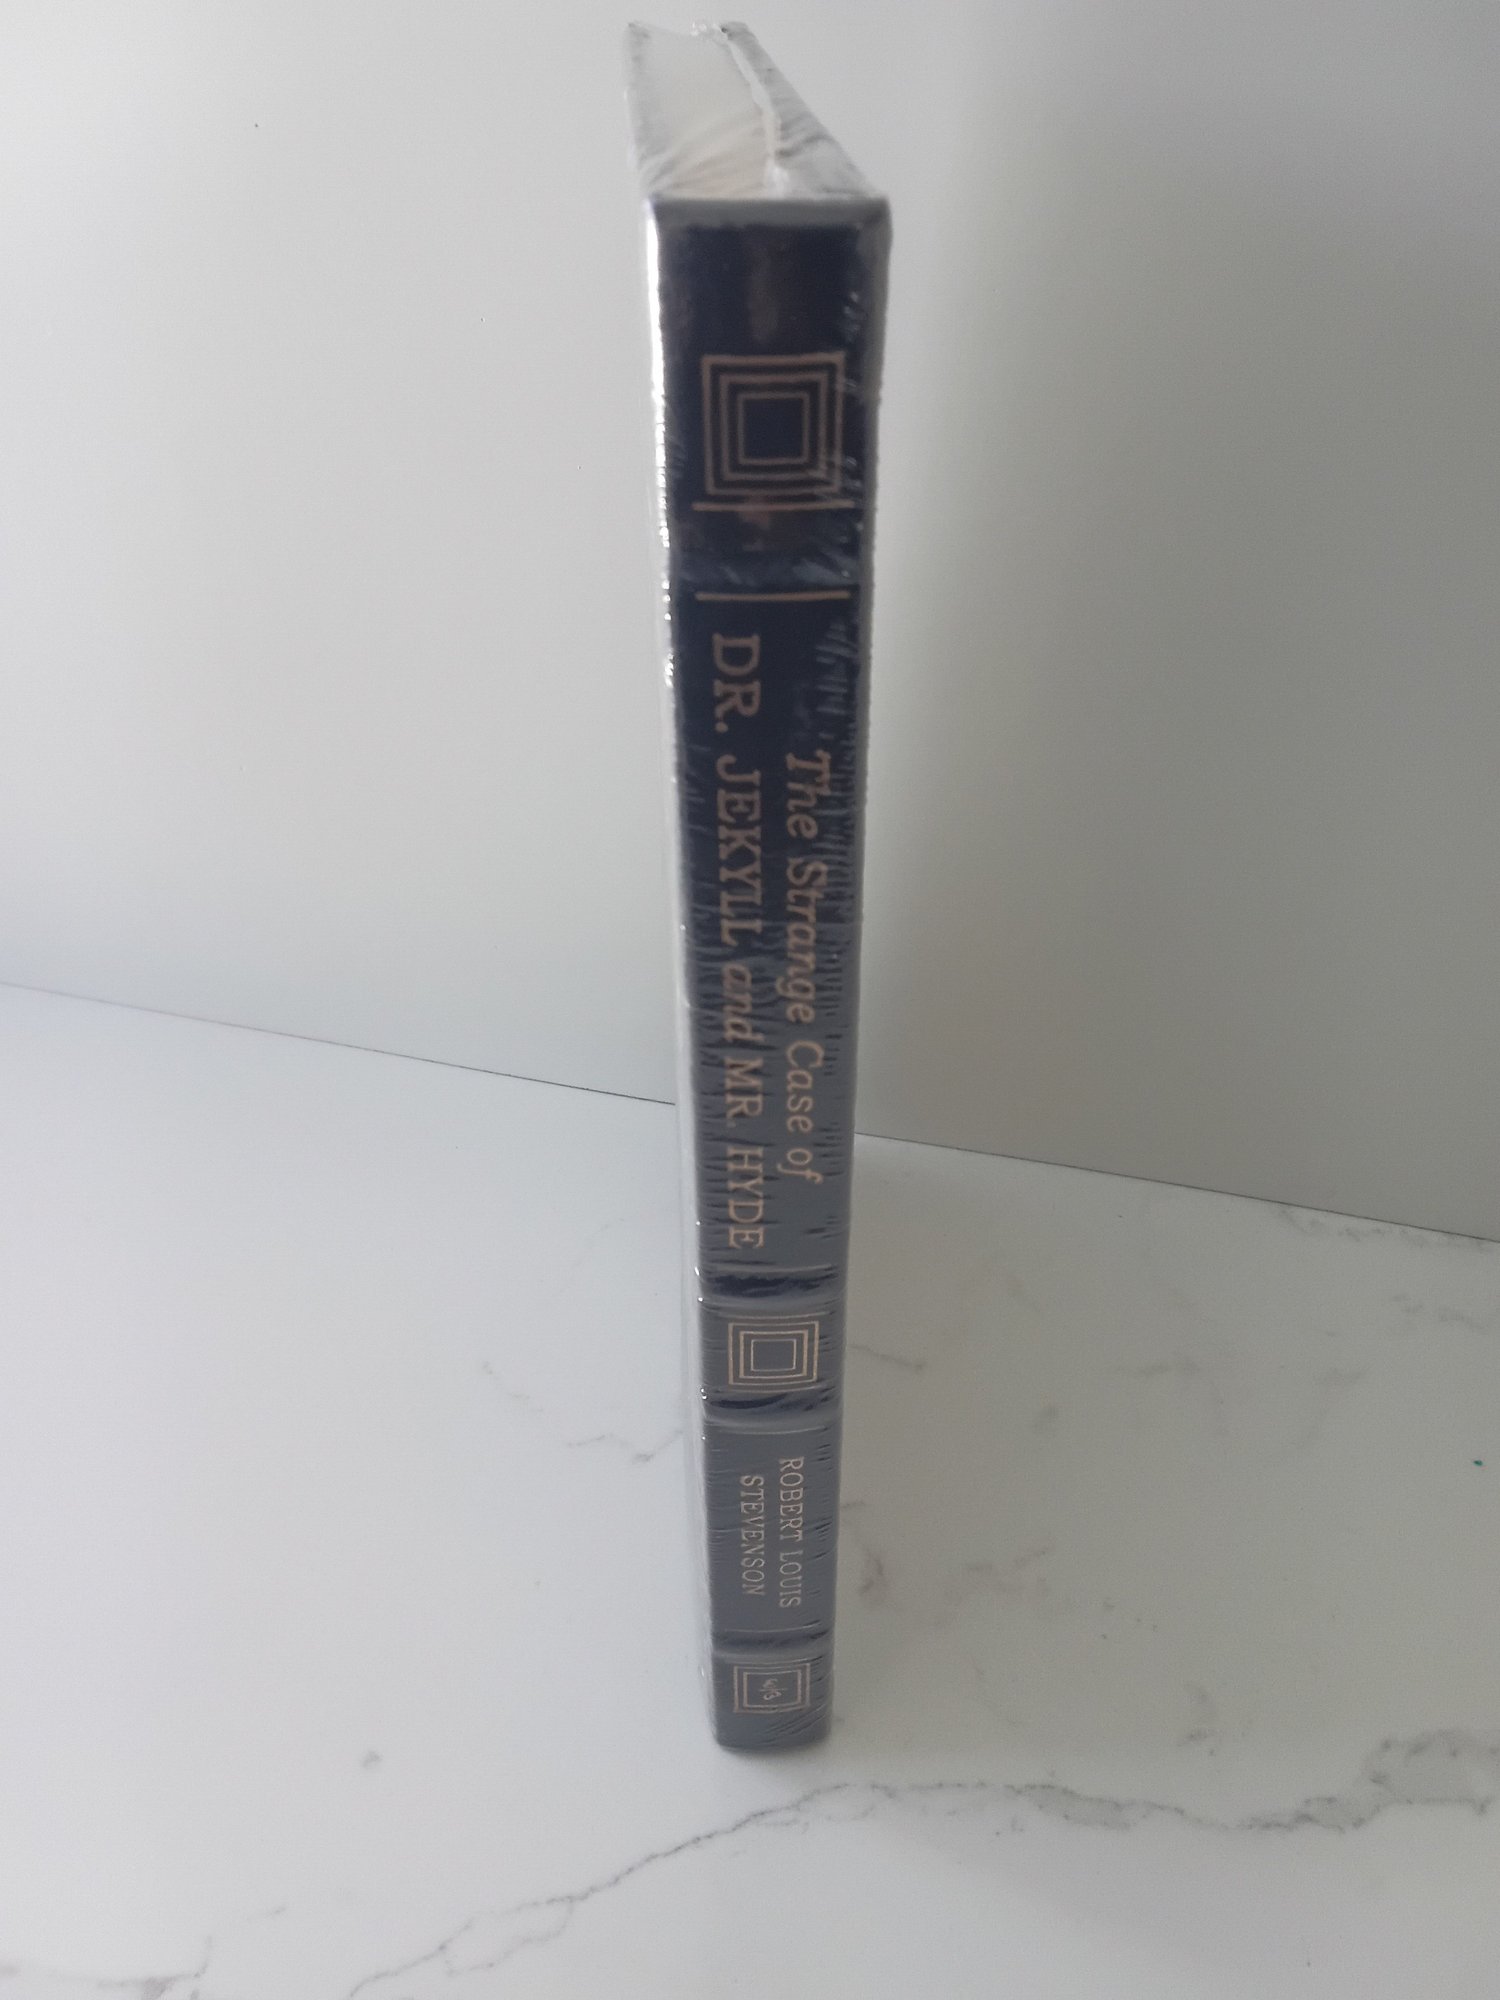 The Strange Case of
DR. JEKYLL and MR. HYDE
ROBERT LOUIS
STEVENSON